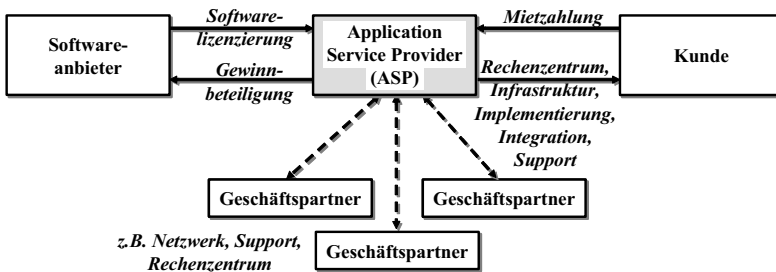 Software-
anbieter
Software-
lizenzierung
Gewinn-
beteiligung
Application
Service Provider
(ASP)
Mietzahlung
Rechenzentrum,
Infrastruktur,
Implementierung,
Integration,
Support
Kunde
Geschäftspartner
Geschäftspartner
z.B. Netzwerk, Support,
Rechenzentrum
Geschäftspartner